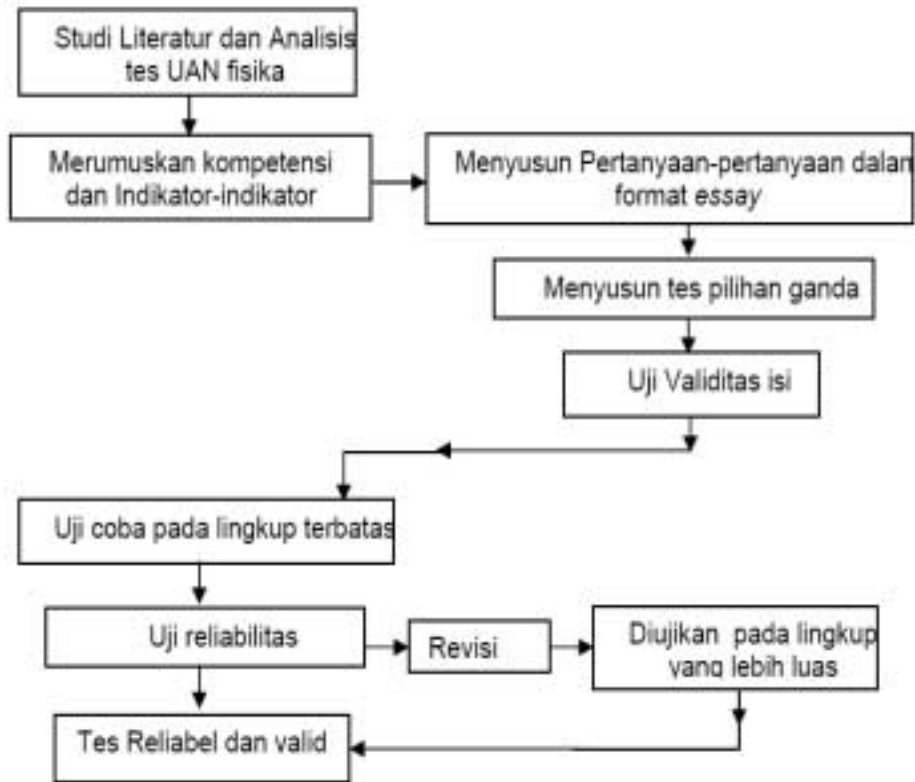 Studi Literatur dan Analisis
tes UAN fisika
Merumuskan kompetensi
dan Indikator-indikator
Menyusun Pertanyaan-pertanyaan dalan
format essay
Menyusun tes pilihan ganda
Uji Validitas isi
Uji coba pada lingkup terbatas
Uji reliabilitas
Revisi
Diujikan pada lingkup
yang lebih luas
Tes Reliabel dan valid